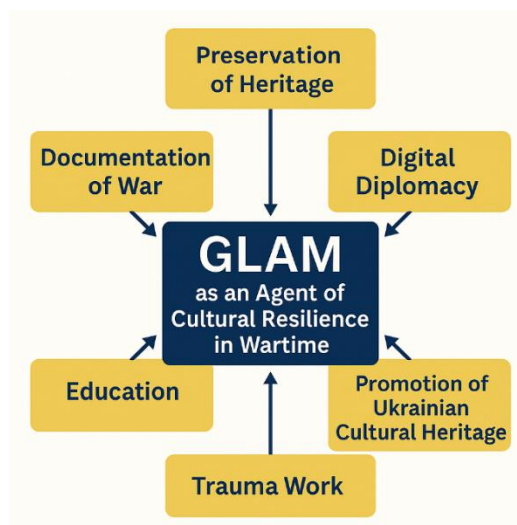 Preservation
of Heritage
Documentation
of War
Digital
Diplomacy
GLAM
as an Agent of
Cultural Resilience
in Wartime
Education
Promotion of
Ukrainian
Cultural Heritage
Trauma Work